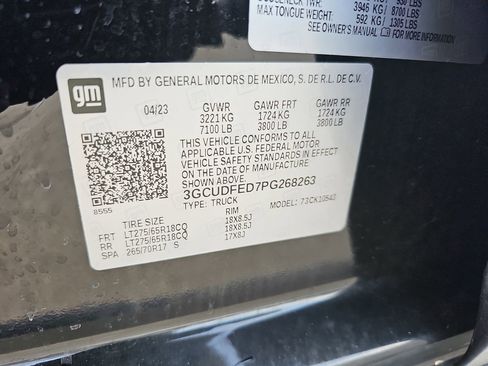 3946 KG / 8700 LBS
MAX TONGUE WEIGHT: 592 KG / 1305 LBS
SEE OWNER'S MANUAL FOR MORE INFORMATION
gm
MFD BY GENERAL MOTORS DE MEXICO, S. DE R.L. DE C.V.
04/23 GVWR GAWR FRT GAWR RR
3221 KG 1724 KG 1724 KG
7100 LB 3800 LB 3800 LB
THIS VEHICLE CONFORMS TO ALL
APPLICABLE U.S. FEDERAL MOTOR
VEHICLE SAFETY AND THEFT
PREVENTION STANDARDS IN EFFECT
ON THE DATE OF MANUFACTURE
SHOWN ABOVE.
3GCUDFED7PG268263
TYPE: TRUCK MODEL: 73CK10543
8555
TIRE SIZE RIM
FRT LT275/65R18CQ 18X8.5J
RR LT275/65R18CQ 18X8.5J
SPA 265/70R17 S 17X8J